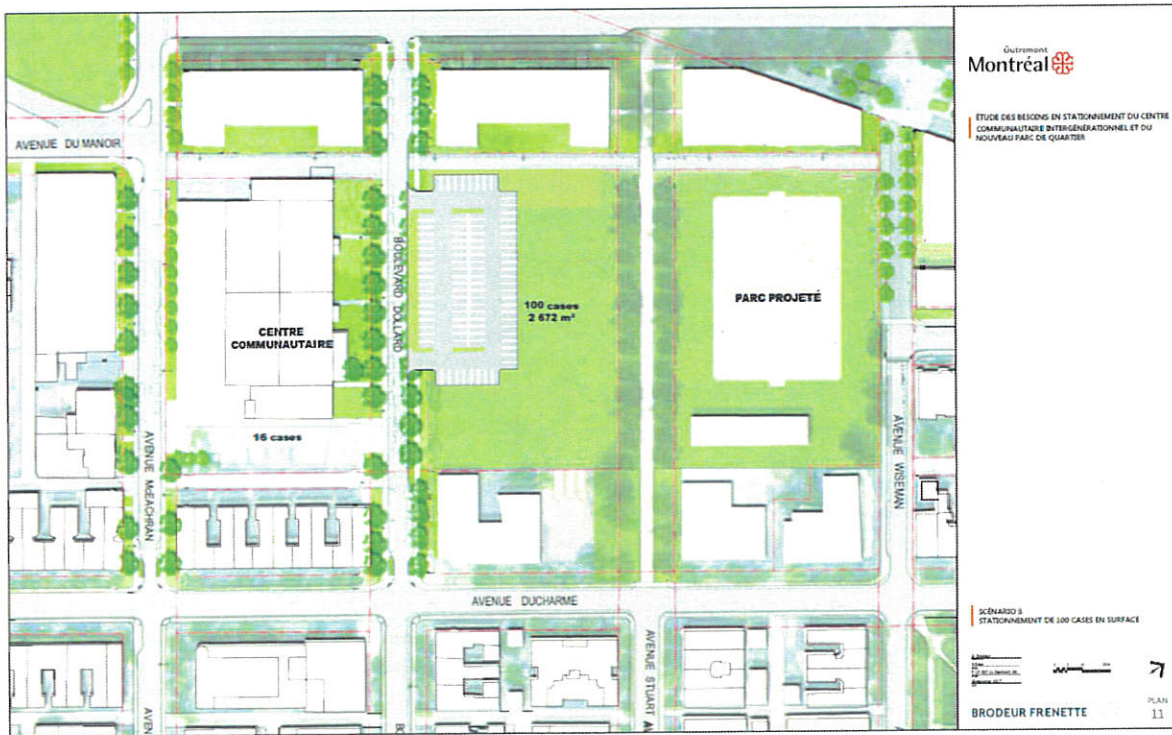 AVENUE DU MANOIR
CENTRE
COMMUNAUTAIRE
16 cases
AVENUE McEACHRAN
BOULEVARD DOLLARD
100 cases
2 672 m²
PARC PROJETÉ
AVENUE WISEMAN
AVENUE DUCHARME
AVENUE STUART
Outremont
Montréal
ÉTUDE DES BESOINS EN STATIONNEMENT DU CENTRE
COMMUNAUTAIRE INTERGÉNÉRATIONNEL ET DU
NOUVEAU PARC DE QUARTIER
STATIONNEMENT DE 100 CASES EN SURFACE
BRODEUR FRENETTE
PLAN
11